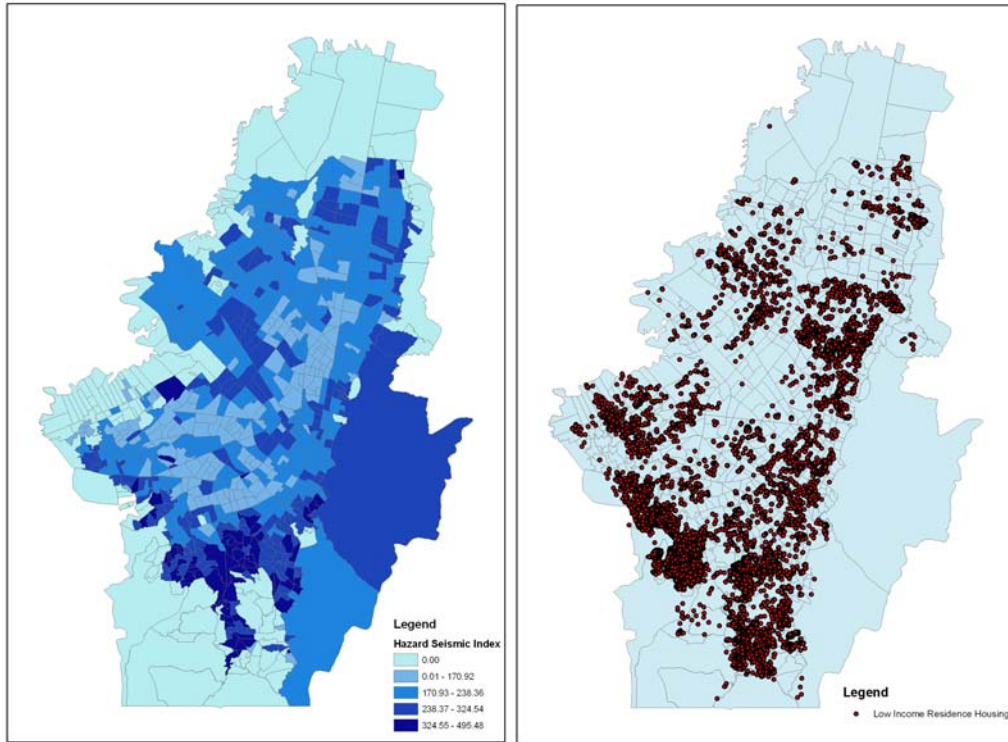 Legend
Hazard Seismic Index
0.00
0.01 - 170.92
170.93 - 238.36
238.37 - 324.54
324.55 - 495.48
Legend
Low Income Residence Housing